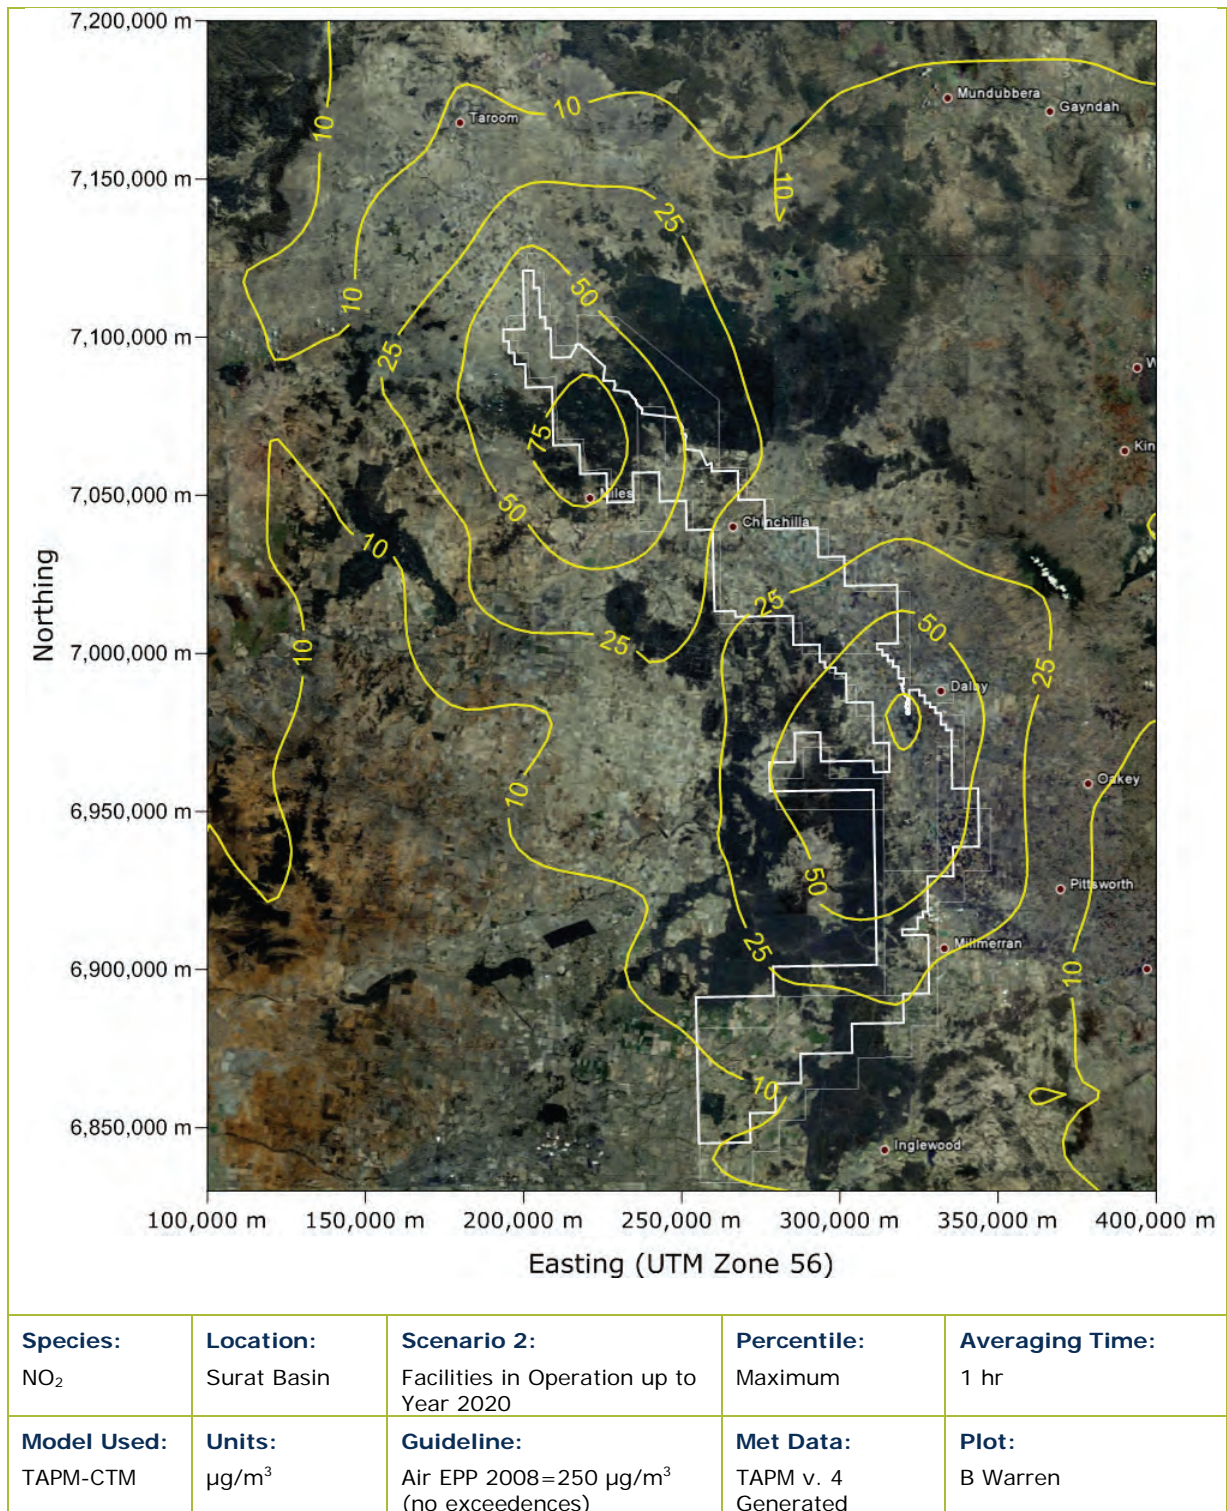 7,200,000 m
7,150,000 m
7,100,000 m
7,050,000 m
7,000,000 m
6,950,000 m
6,900,000 m
6,850,000 m
Northing
10
Taroom
10
Mundubbera
Gayndah
10
25
10
50
25
W
75
Kin
Miles
50
Chinchilla
10
25
50
10
25
25
Dalby
10
Oakey
50
Pittsworth
25
Millmerran
10
10
Inglewood
100,000 m 150,000 m 200,000 m 250,000 m 300,000 m 350,000 m 400,000 m
Easting (UTM Zone 56)
Species: Location: Scenario 2: Percentile: Averaging Time:
NO₂ Surat Basin Facilities in Operation up to Maximum 1 hr
Year 2020
Model Used: Units: Guideline: Met Data: Plot:
TAPM-CTM µg/m³ Air EPP 2008=250 µg/m³ TAPM v. 4 B Warren
(no exceedences) Generated